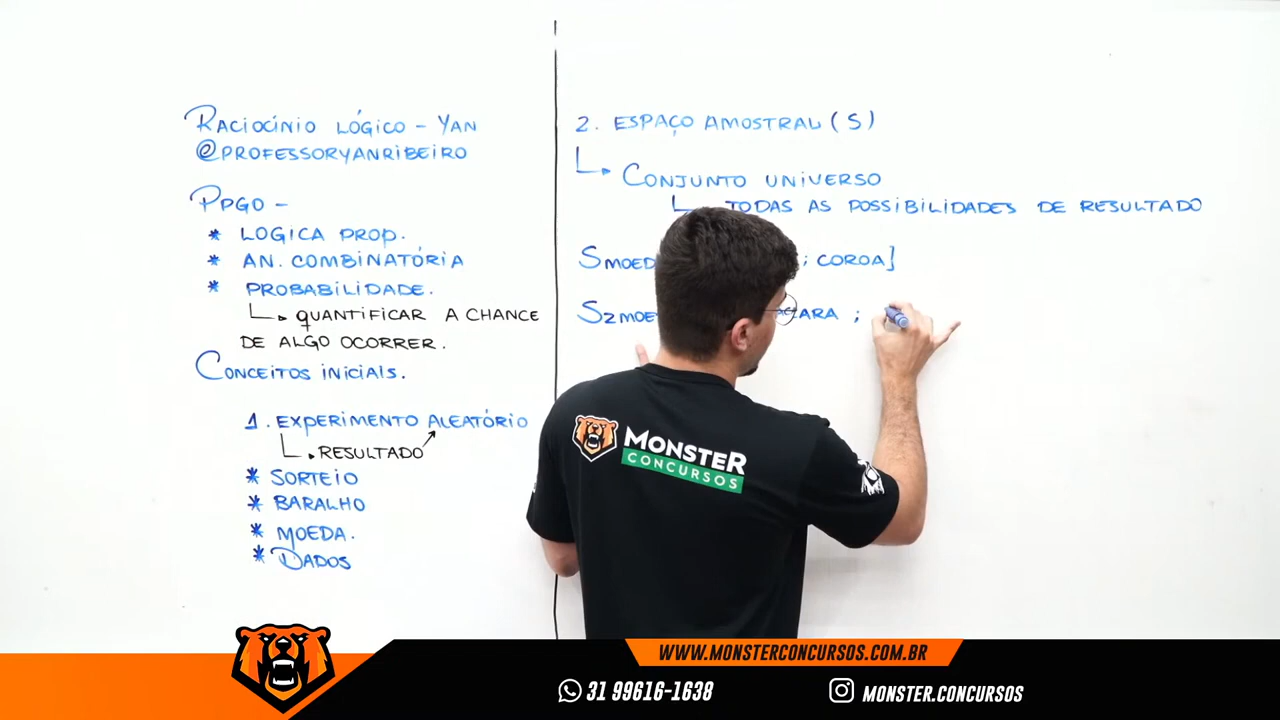 Raciocínio lógico - Yan
@professoryanribeiro
PPGO -
* LOGICA PROP.
* AN. COMBINATÓRIA
* PROBABILIDADE.
QUANTIFICAR A CHANCE
DE ALGO OCORRER.
CONCEITOS INICIAIS.
1. EXPERIMENTO ALEATÓRIO
RESULTADO
* SORTEIO
* BARALHO
* MOEDA.
* DADOS
2. ESPAÇO AMOSTRAL (S)
CONJUNTO UNIVERSO
TODAS AS POSSIBILIDADES DE RESULTADO
; COROA]
;
MONSTER
CONCURSOS
WWW.MONSTERCONCURSOS.COM.BR
31 99616-1638
MONSTER.CONCURSOS